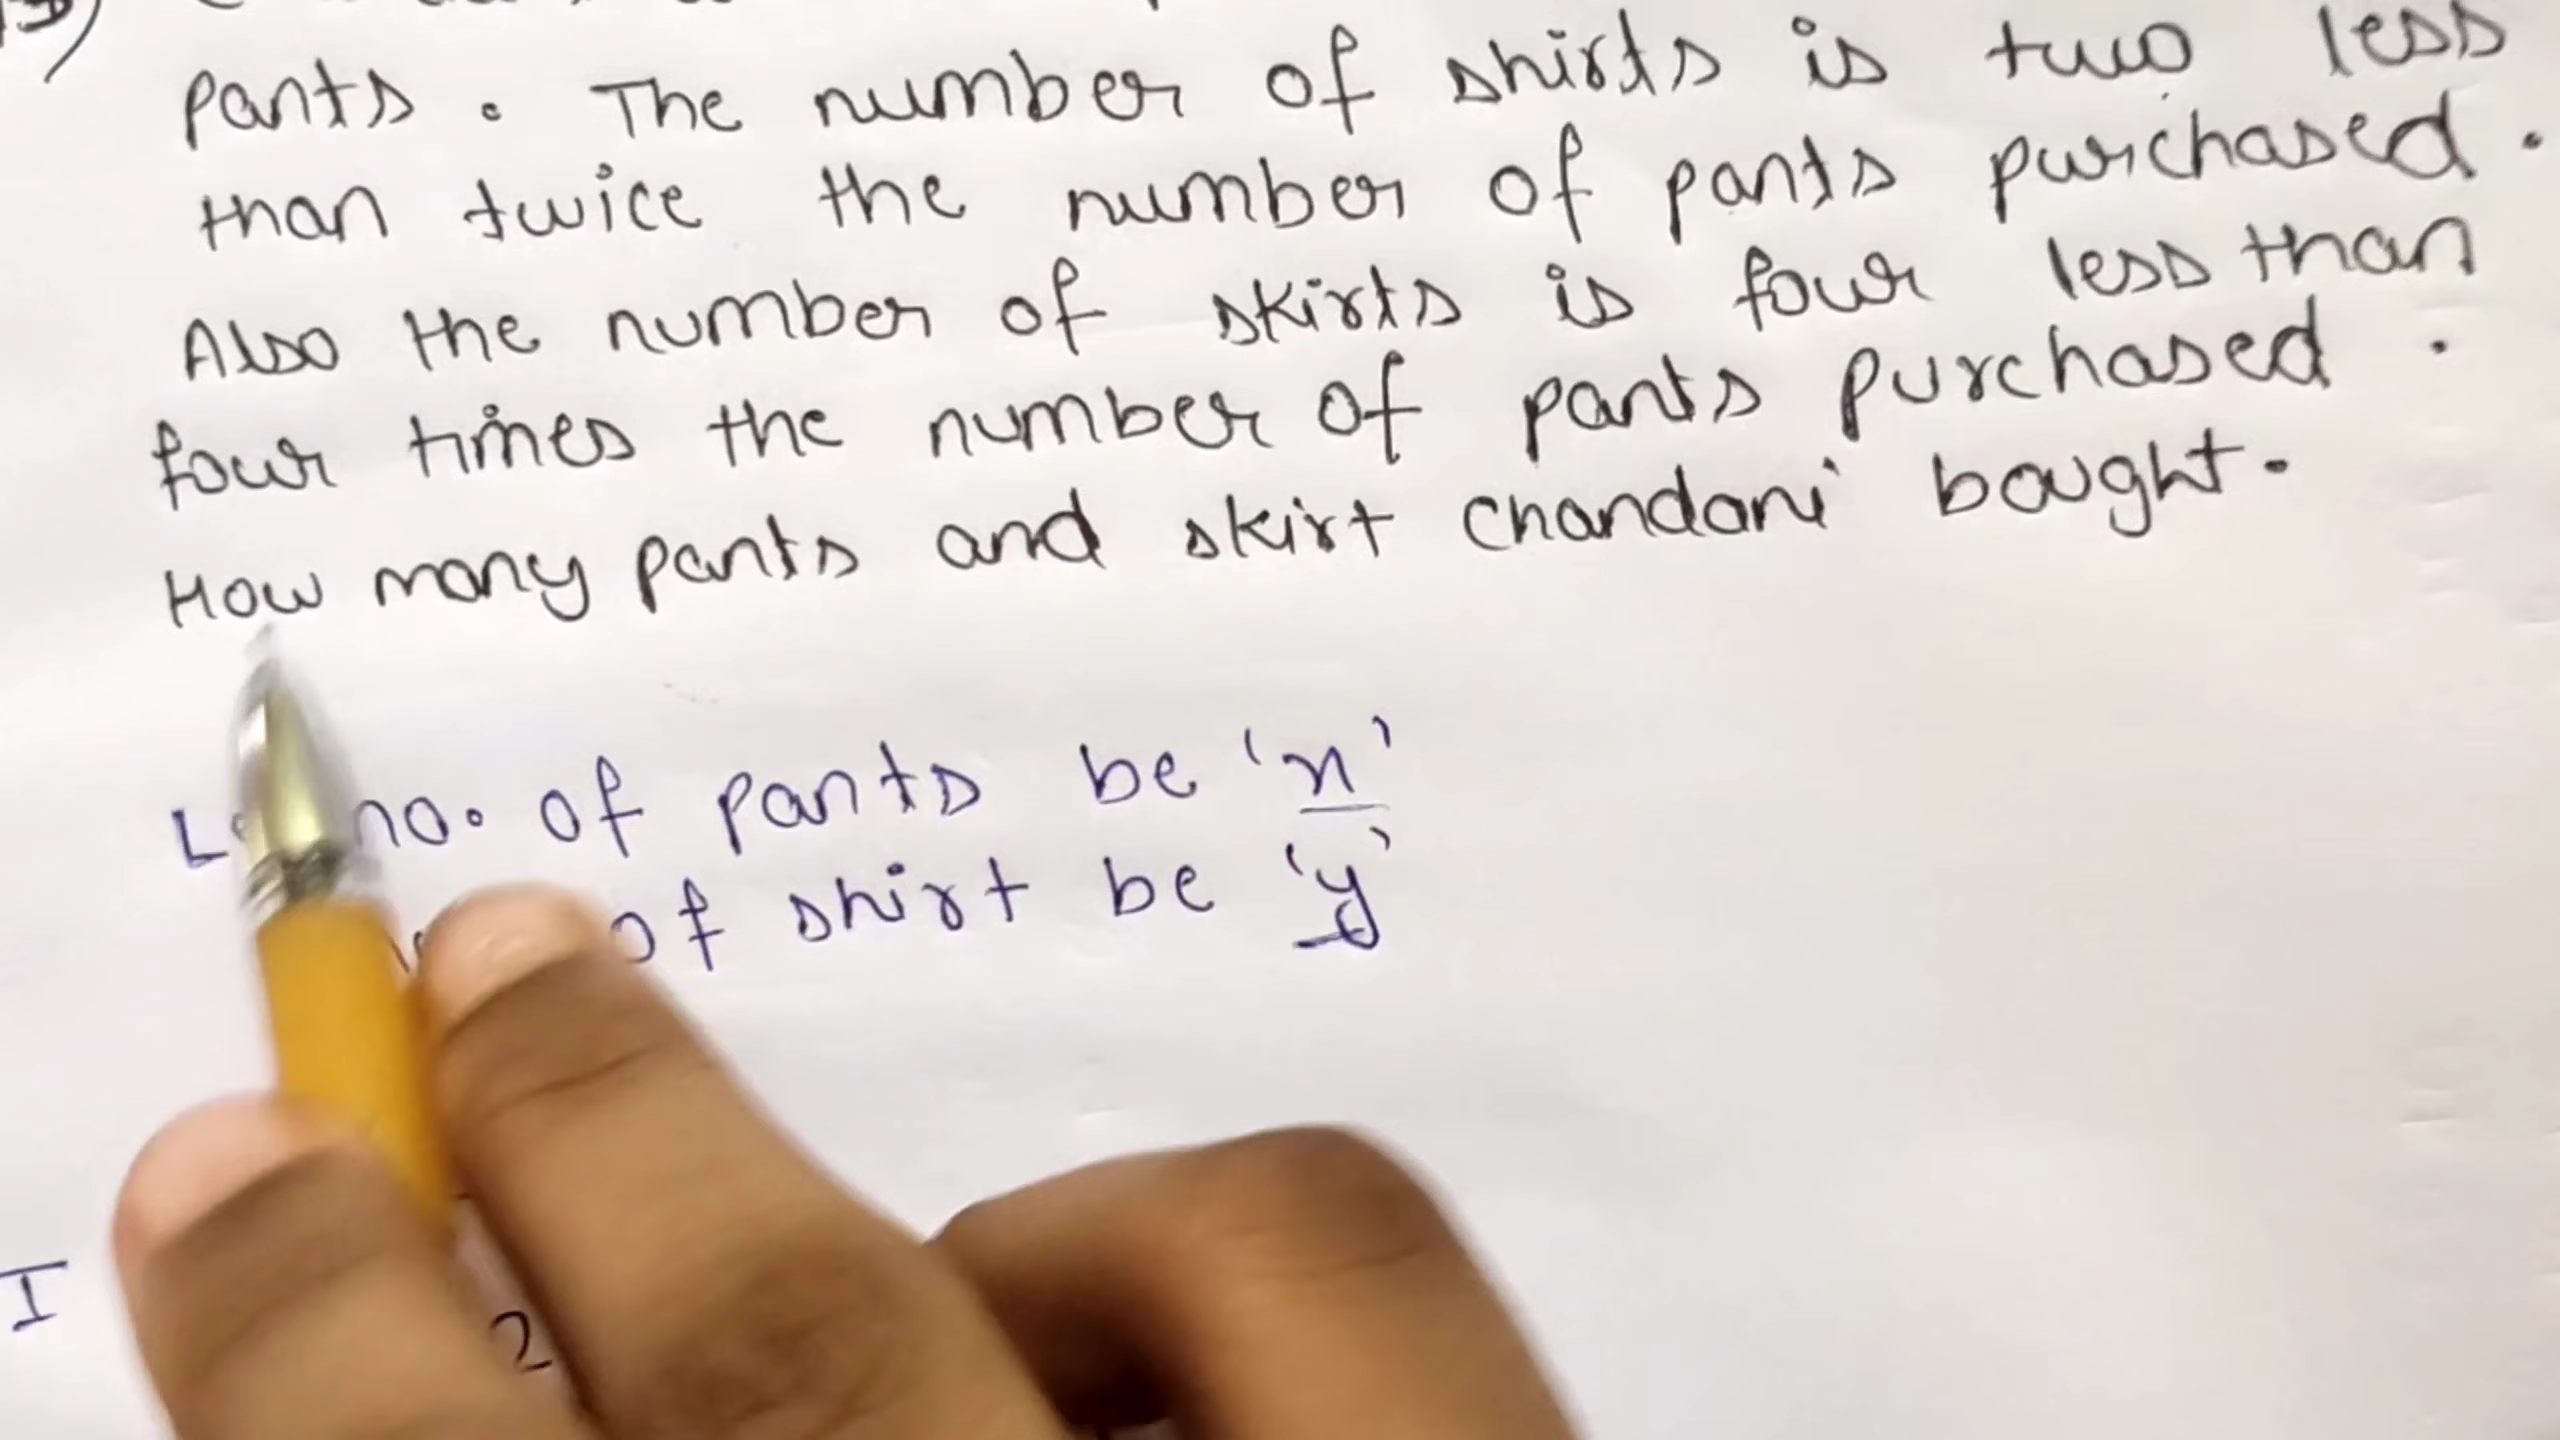 pants. The number of shirts is two less
than twice the number of pants purchased.
Also the number of skirts is four less than
four times the number of pants purchased.
How many pants and skirt Chandani bought.
no. of pants be 'x'
of shirt be 'y'
I
2